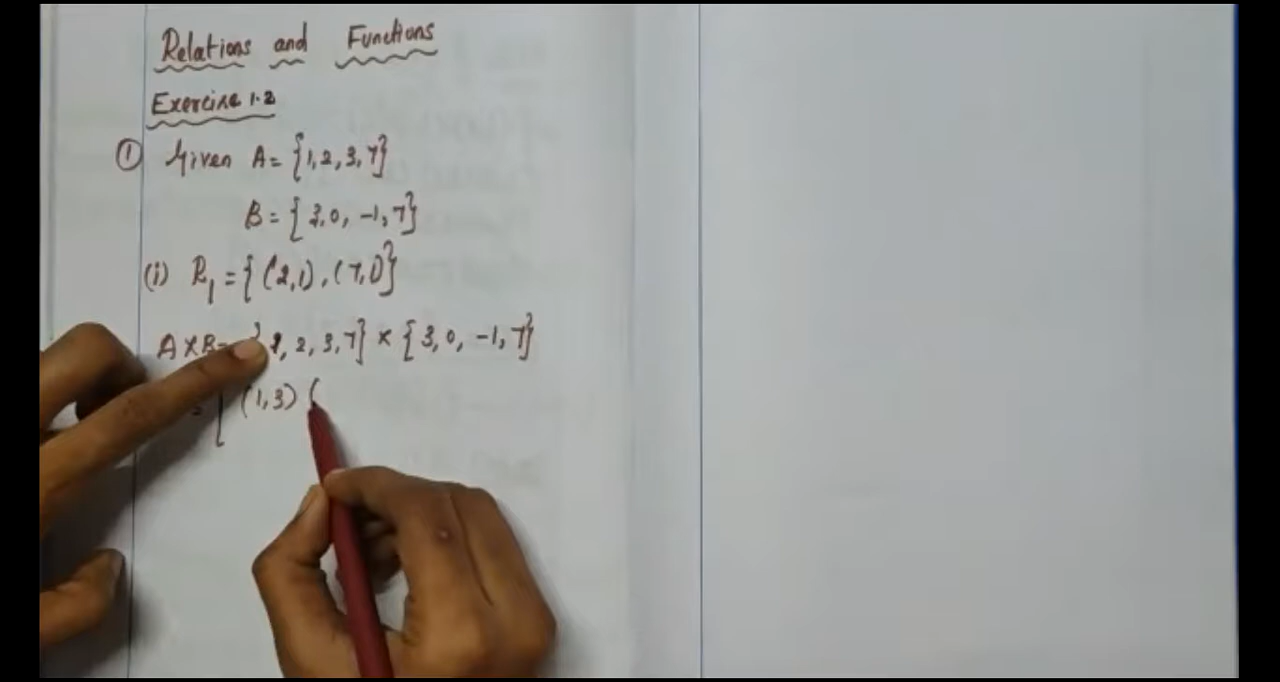 Relations and Functions
Exercise 1.2
① Given A = {1, 2, 3, 7}
B = {3, 0, -1, 7}
(i) R₁ = { (2,1), (7,1)}
A × B = {1, 2, 3, 7} × {3, 0, -1, 7}
= { (1,3) (